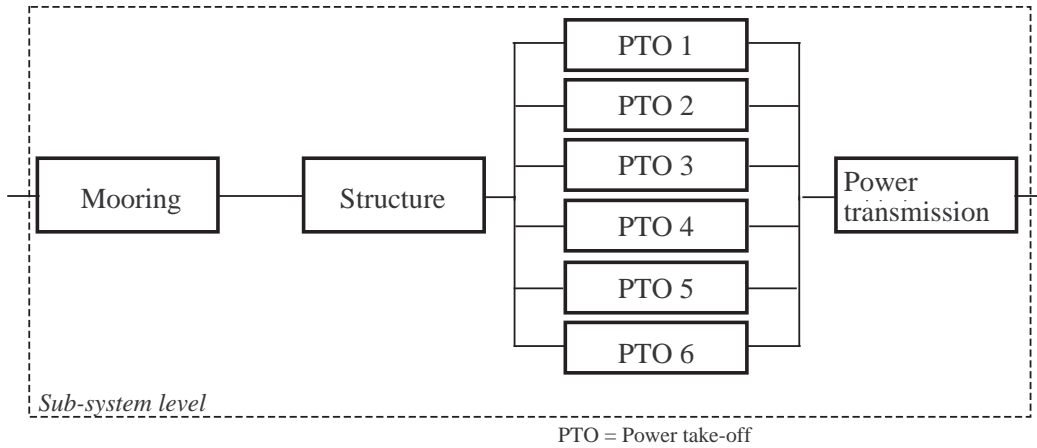 PTO 1
PTO 2
PTO 3
PTO 4
PTO 5
PTO 6
Mooring
Structure
Power
transmission
Sub-system level
PTO = Power take-off